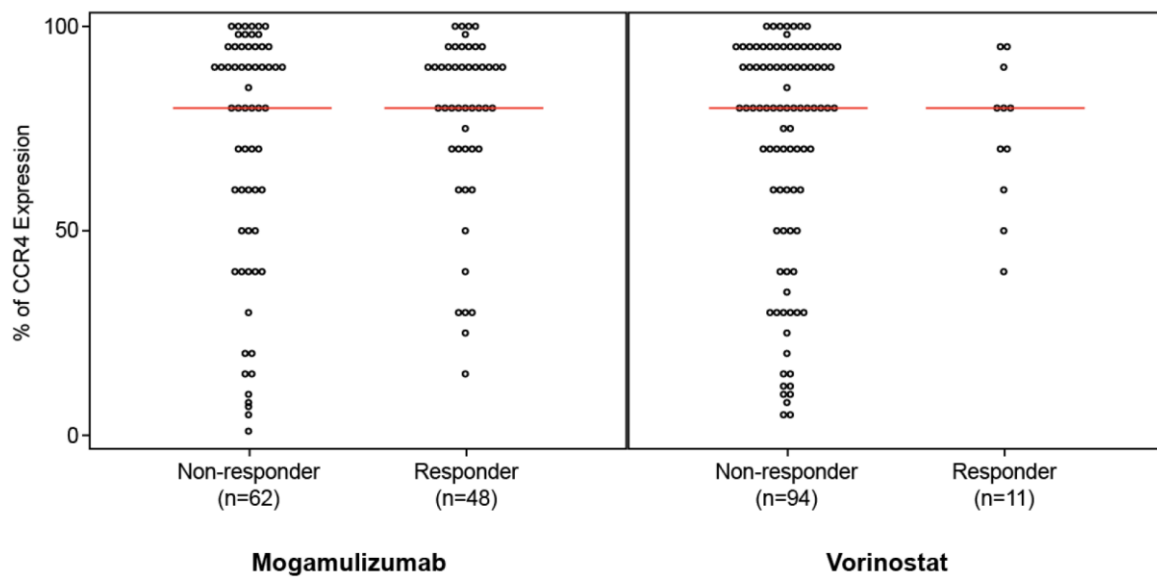 % of CCR4 Expression
100
50
0
Non-responder
(n=62)
Responder
(n=48)
Non-responder
(n=94)
Responder
(n=11)
Mogamulizumab
Vorinostat